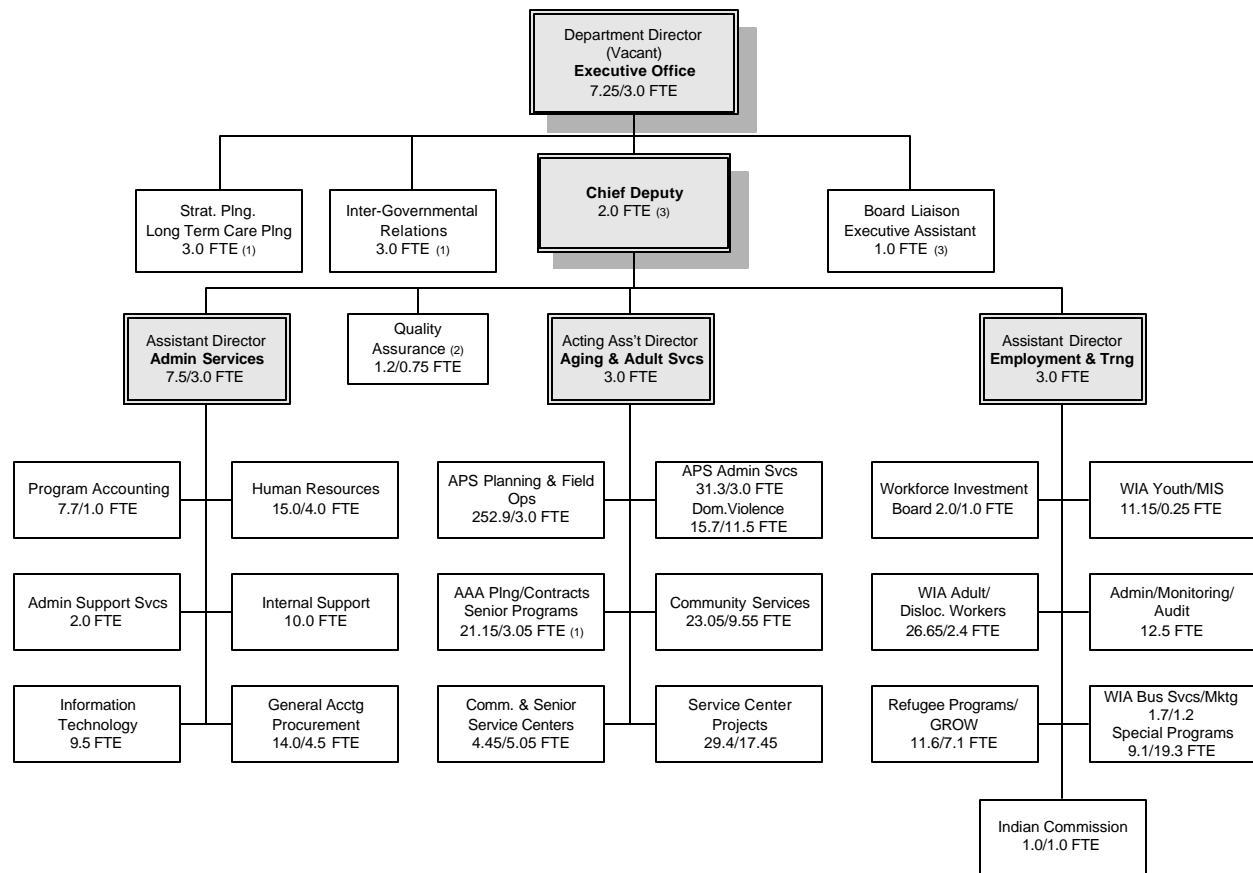 Department Director
(Vacant)
Executive Office
7.25/3.0 FTE
Strat. Plng.
Long Term Care Plng
3.0 FTE (1)
Inter-Governmental
Relations
3.0 FTE (1)
Chief Deputy
2.0 FTE (3)
Board Liaison
Executive Assistant
1.0 FTE (3)
Assistant Director
Admin Services
7.5/3.0 FTE
Quality
Assurance (2)
1.2/0.75 FTE
Acting Ass't Director
Aging & Adult Svcs
3.0 FTE
Assistant Director
Employment & Trng
3.0 FTE
Program Accounting
7.7/1.0 FTE
Human Resources
15.0/4.0 FTE
APS Planning & Field
Ops
252.9/3.0 FTE
APS Admin Svcs
31.3/3.0 FTE
Dom.Violence
15.7/11.5 FTE
Workforce Investment
Board 2.0/1.0 FTE
WIA Youth/MIS
11.15/0.25 FTE
Admin Support Svcs
2.0 FTE
Internal Support
10.0 FTE
AAA Plng/Contracts
Senior Programs
21.15/3.05 FTE (1)
Community Services
23.05/9.55 FTE
WIA Adult/
Disloc. Workers
26.65/2.4 FTE
Admin/Monitoring/
Audit
12.5 FTE
Information
Technology
9.5 FTE
General Acctg
Procurement
14.0/4.5 FTE
Comm. & Senior
Service Centers
4.45/5.05 FTE
Service Center
Projects
29.4/17.45
Refugee Programs/
GROW
11.6/7.1 FTE
WIA Bus Svcs/Mktg
1.7/1.2
Special Programs
9.1/19.3 FTE
Indian Commission
1.0/1.0 FTE